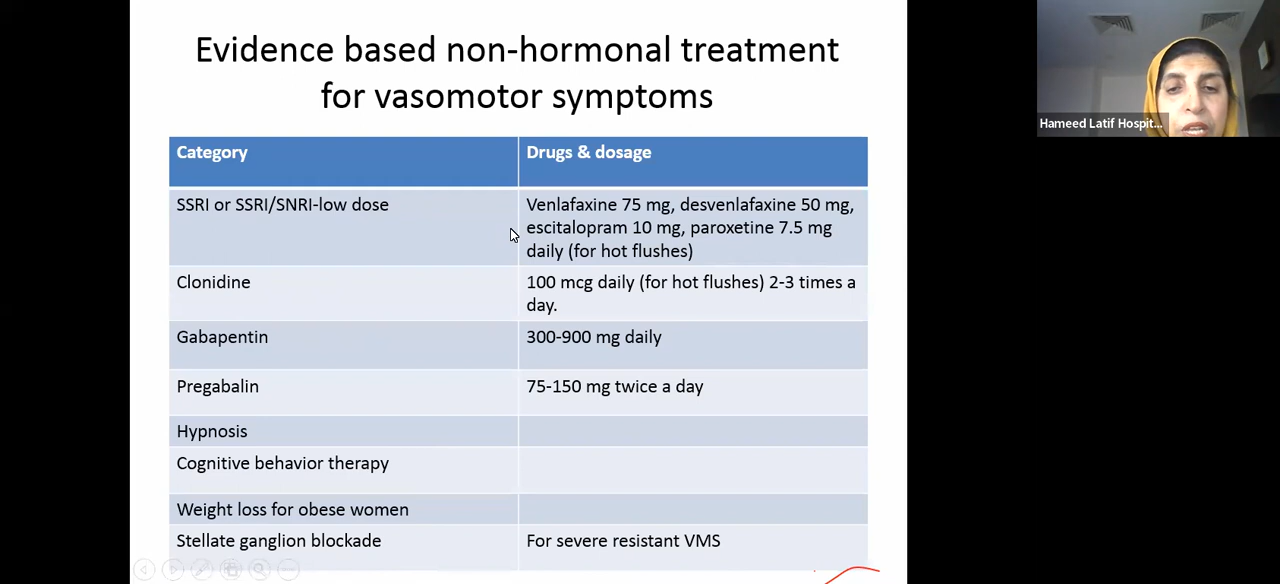 Evidence based non-hormonal treatment
for vasomotor symptoms
Hameed Latif Hospit...
Category
Drugs & dosage
SSRI or SSRI/SNRI-low dose
Venlafaxine 75 mg, desvenlafaxine 50 mg,
escitalopram 10 mg, paroxetine 7.5 mg
daily (for hot flushes)
Clonidine
100 mcg daily (for hot flushes) 2-3 times a
day.
Gabapentin
300-900 mg daily
Pregabalin
75-150 mg twice a day
Hypnosis
Cognitive behavior therapy
Weight loss for obese women
Stellate ganglion blockade
For severe resistant VMS